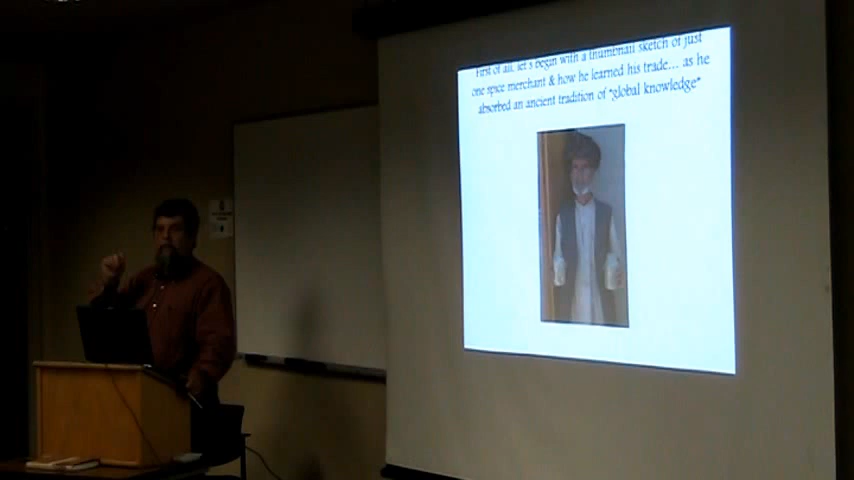 First of all, let's begin with a thumbnail sketch of just
one spice merchant & how he learned his trade... as he
absorbed an ancient tradition of "global knowledge"